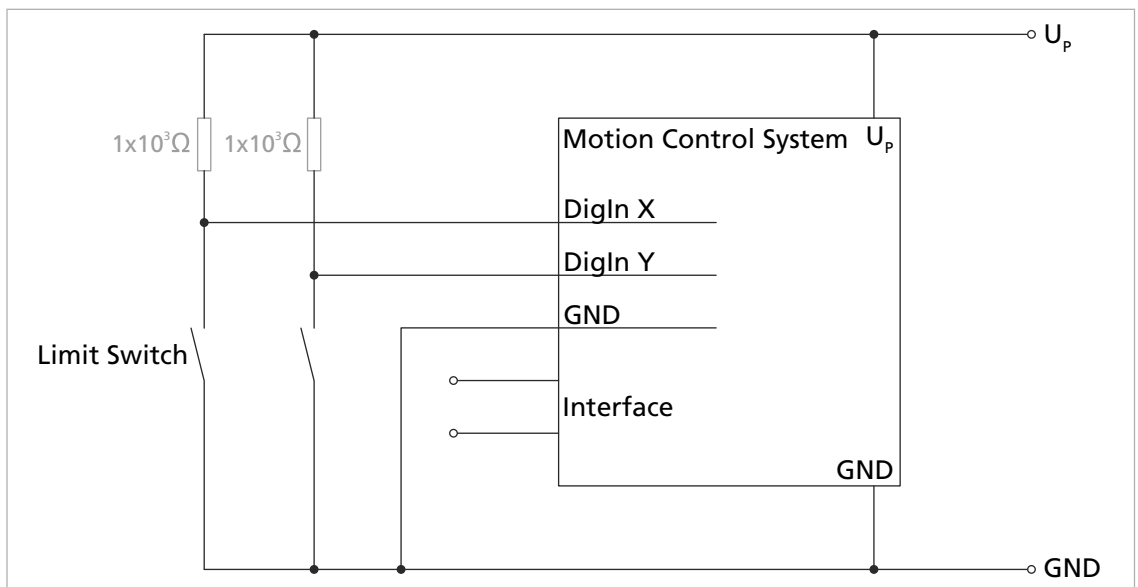 U_P
1x10³Ω 1x10³Ω
Motion Control System U_P
DigIn X
DigIn Y
GND
Limit Switch
Interface
GND
GND